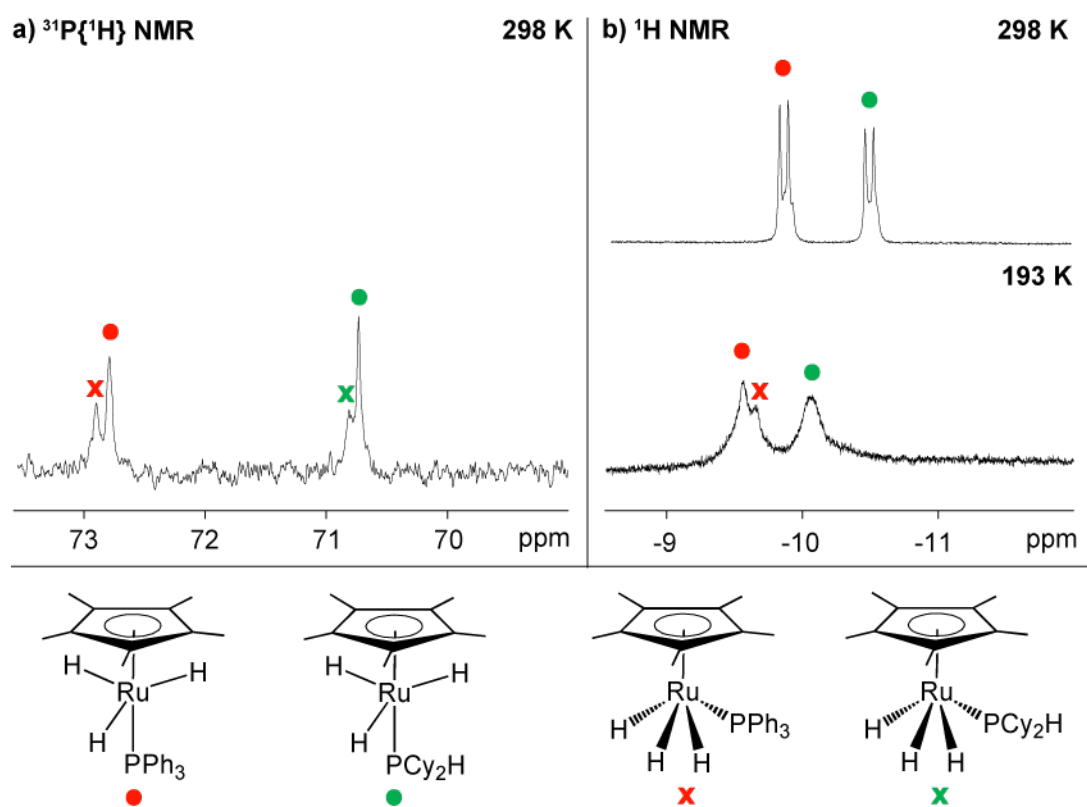 a) ³¹P{¹H} NMR 298 K
b) ¹H NMR 298 K
193 K
x
x
x
73 72 71 70 ppm
-9 -10 -11 ppm
H Ru H
H
PPh₃
H Ru H
H
PCy₂H
Ru
H PPh₃
H H
x
Ru
H PCy₂H
H H
x